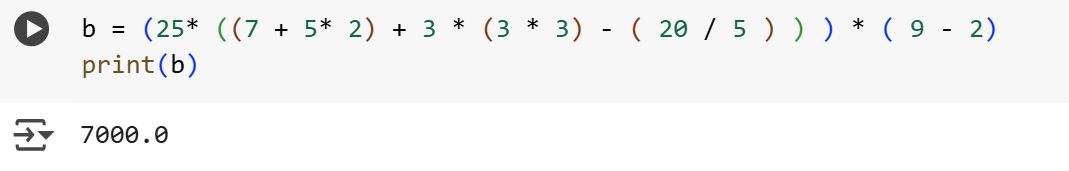 b = (25* ((7 + 5* 2) + 3 * (3 * 3) - ( 20 / 5 ) ) ) * ( 9 - 2)
print(b)
7000.0